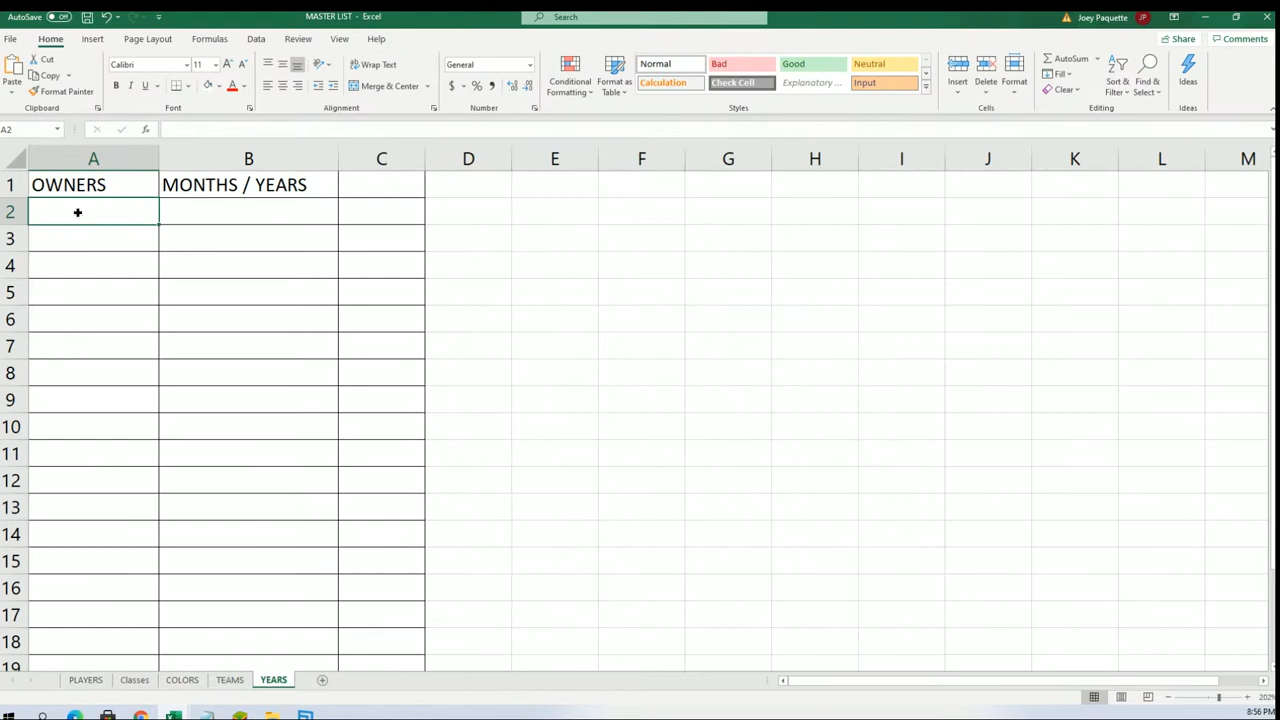 AutoSave Off MASTER LIST - Excel Search Joey Paquette JP
File Home Insert Draw Page Layout Formulas Data Review View Help Share Comments
Paste Cut Copy Format Painter Clipboard
Calibri 11 A A B I U A Font
ab Wrap Text Merge & Center Alignment
General $ % , Number
Conditional Formatting Format as Table
Normal Bad Good Neutral
Calculation Check Cell Explanatory ... Input
Styles
Insert Delete Format Cells
AutoSum Fill Clear Sort & Filter Find & Select Editing
Ideas Ideas
A2 fx
A B C D E F G H I J K L M
1 OWNERS MONTHS / YEARS
2
3
4
5
6
7
8
9
10
11
12
13
14
15
16
17
18
19
PLAYERS Classes COLORS TEAMS YEARS
202%
8:56 PM